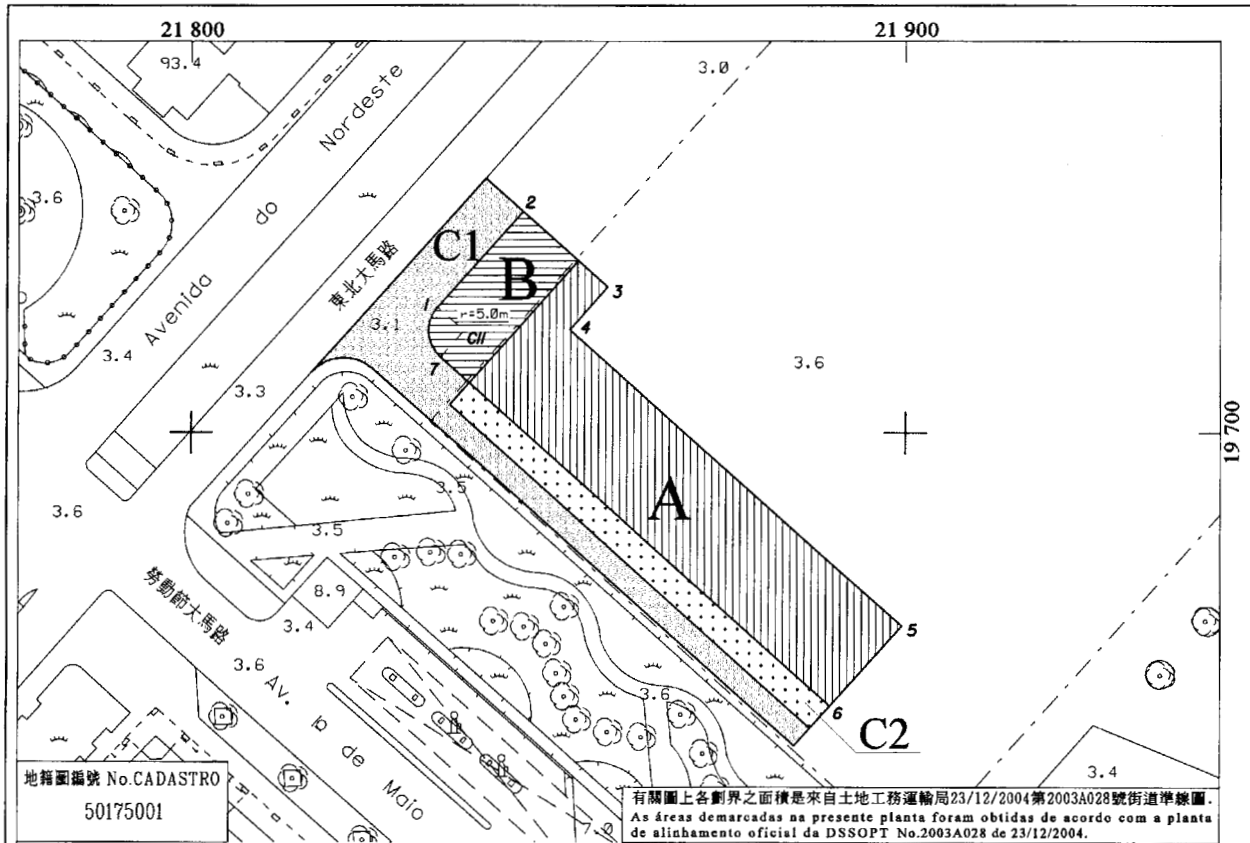 21 800
21 900
93.4
3.0
Avenida do Nordeste
3.6
2
C1
B
東北大馬路
3
1
r=5.0m
4
3.1
CII
3.4
7
3.6
3.3
19 700
3.5
A
3.6
3.5
勞動節大馬路
8.9
3.4
5
3.6
AV. 1º de Maio
3.6
6
C2
3.4
地籍圖編號 No.CADASTRO
50175001
7.0
有關圖上各劃界之面積是來自土地工務運輸局23/12/2004第2003A028號街道準線圖.
As áreas demarcadas na presente planta foram obtidas de acordo com a planta
de alinhamento oficial da DSSOPT No.2003A028 de 23/12/2004.